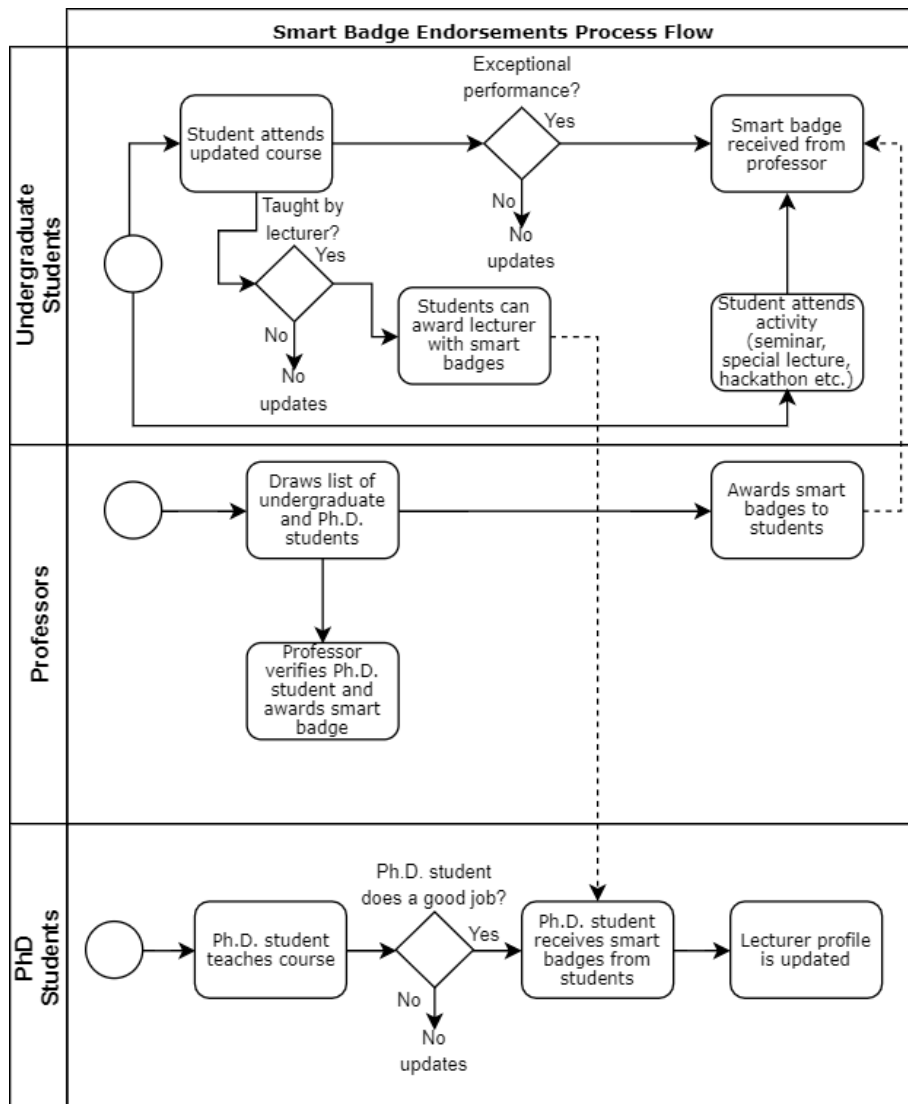 Smart Badge Endorsements Process Flow
Undergraduate
Students
Student attends
updated course
Exceptional
performance?
Yes
No
No
updates
Smart badge
received from
professor
Taught by
lecturer?
Yes
No
No
updates
Students can
award lecturer
with smart
badges
Student attends
activity
(seminar,
special lecture,
hackathon etc.)
Professors
Draws list of
undergraduate
and Ph.D.
students
Awards smart
badges to
students
Professor
verifies Ph.D.
student and
awards smart
badge
PhD
Students
Ph.D. student
teaches course
Ph.D. student
does a good job?
Yes
No
No
updates
Ph.D. student
receives smart
badges from
students
Lecturer profile
is updated